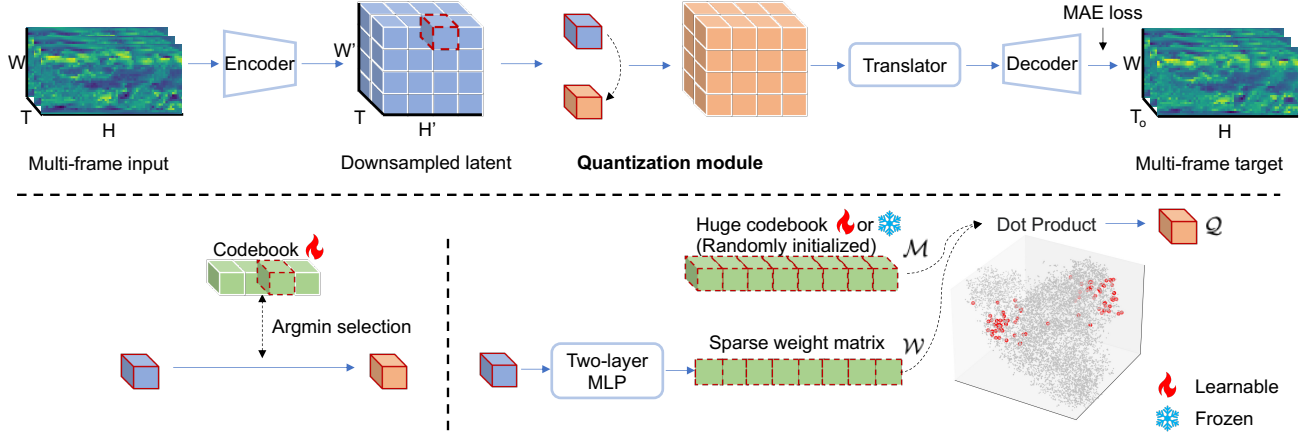 MAE loss
W
T
H
Encoder
W'
T
H'
Translator
Decoder
W
T₀
H
Multi-frame input
Downsampled latent
Quantization module
Multi-frame target
Codebook
Argmin selection
Huge codebook or
(Randomly initialized)
M
Dot Product
Q
Two-layer
MLP
Sparse weight matrix
W
Learnable
Frozen